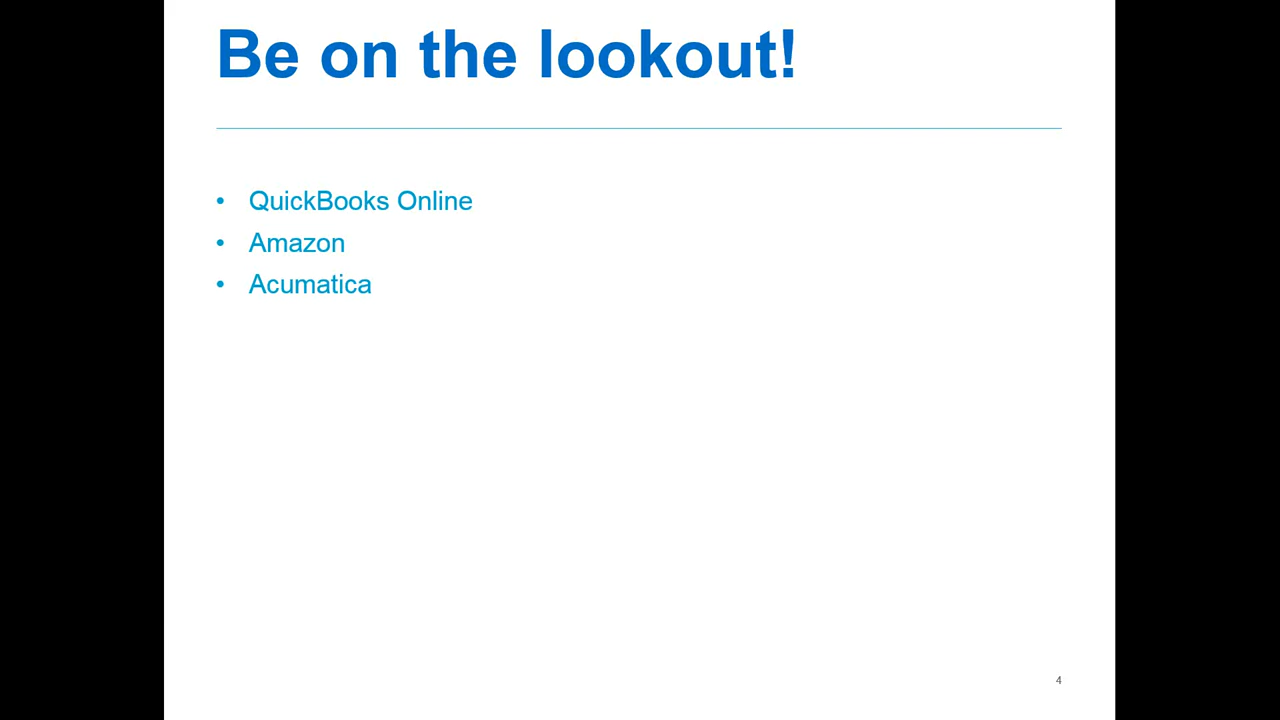 Be on the lookout!
• QuickBooks Online
• Amazon
• Acumatica
4